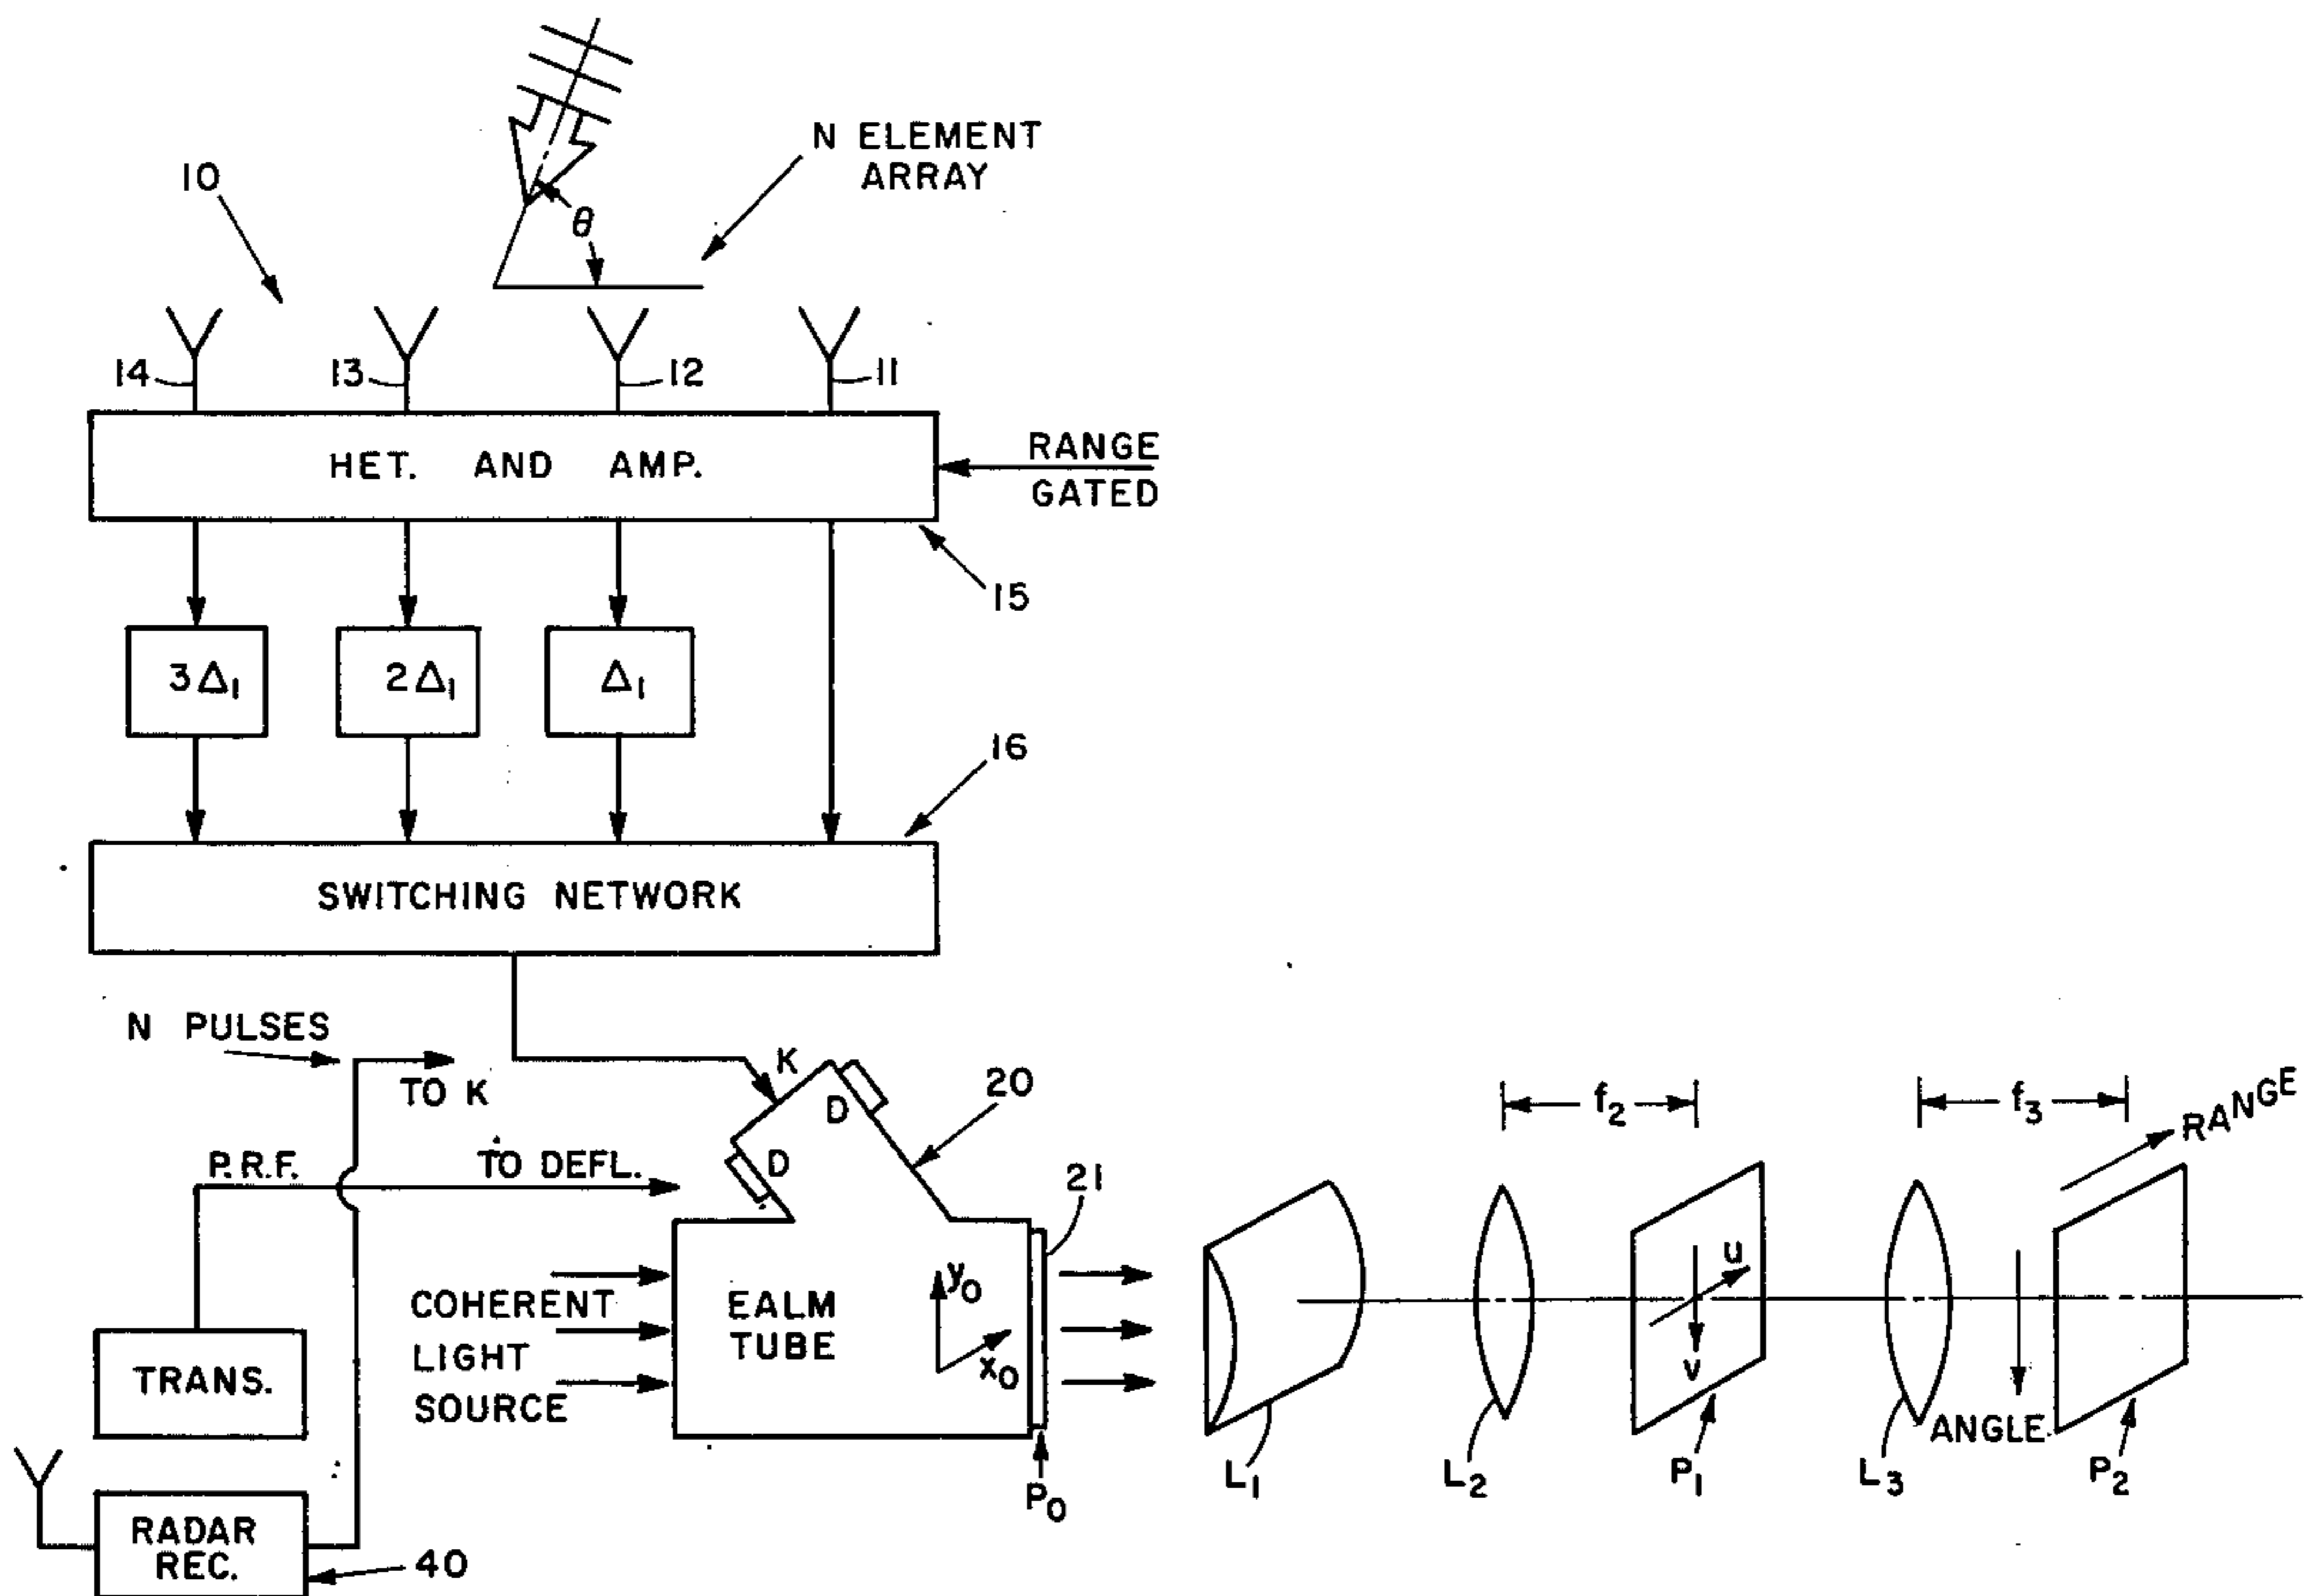 N ELEMENT
ARRAY
10
θ
14
13
12
11
HET. AND AMP.
RANGE
GATED
15
3Δ₁
2Δ₁
Δ₁
16
SWITCHING NETWORK
N PULSES
TO K
K
D
D
20
P.R.F.
TO DEFL.
21
f₂
f₃
RANGE
COHERENT
LIGHT
SOURCE
EALM
TUBE
y₀
x₀
u
v
ANGLE
TRANS.
L₁
L₂
P₁
L₃
P₂
P₀
RADAR
REC.
40